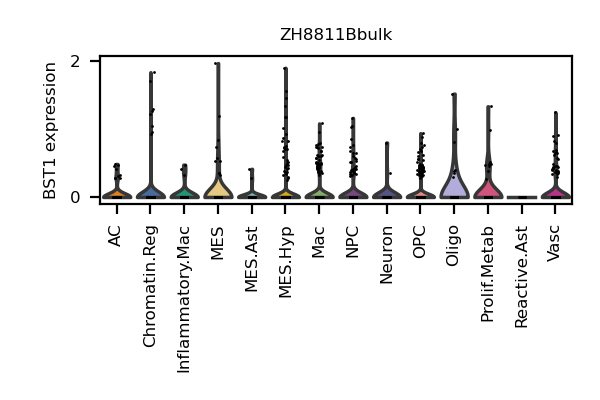 ZH8811Bbulk
BST1 expression
2
0
AC
Chromatin.Reg
Inflammatory.Mac
MES
MES.Ast
MES.Hyp
Mac
NPC
Neuron
OPC
Oligo
Prolif.Metab
Reactive.Ast
Vasc